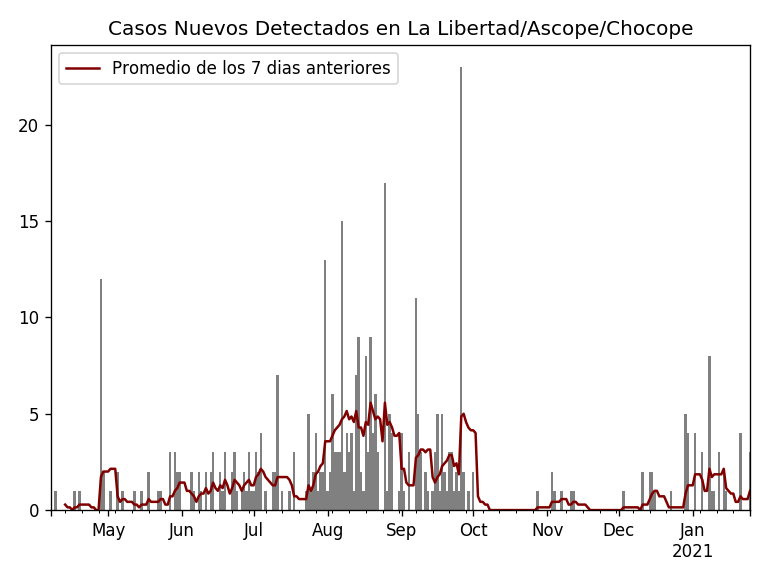 Casos Nuevos Detectados en La Libertad/Ascope/Chocope
Promedio de los 7 dias anteriores
20
15
10
5
0
May Jun Jul Aug Sep Oct Nov Dec Jan
2021